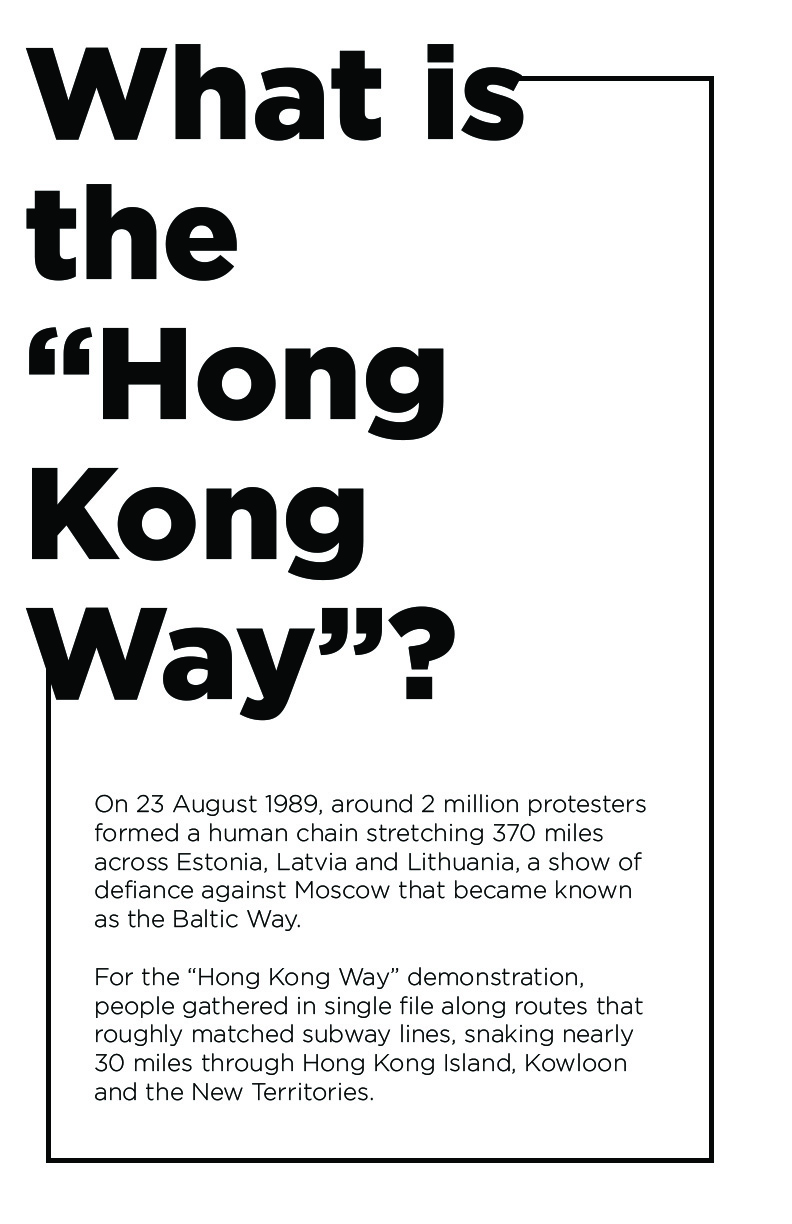 What is
the
“Hong
Kong
Way”?
On 23 August 1989, around 2 million protesters
formed a human chain stretching 370 miles
across Estonia, Latvia and Lithuania, a show of
defiance against Moscow that became known
as the Baltic Way.
For the “Hong Kong Way” demonstration,
people gathered in single file along routes that
roughly matched subway lines, snaking nearly
30 miles through Hong Kong Island, Kowloon
and the New Territories.